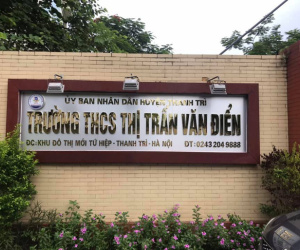 ỦY BAN NHÂN DÂN HUYỆN THANH TRÌ
TRƯỜNG THCS THỊ TRẤN VĂN ĐIỂN
ĐC: KHU ĐÔ THỊ MỚI TỨ HIỆP - THANH TRÌ - HÀ NỘI ĐT: 0243 204 9888